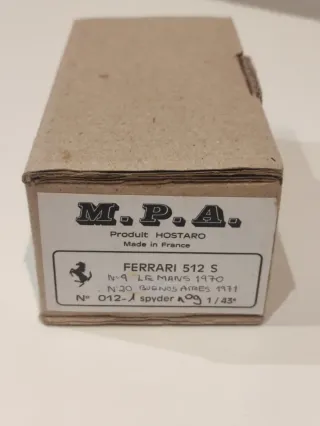 M.P.A.
Produit HOSTARO
Made in France
FERRARI 512 S
N°9 LE MANS 1970
N°20 BUENOS AIRES 1971
N° 012-1 spyder n°9 1/43e